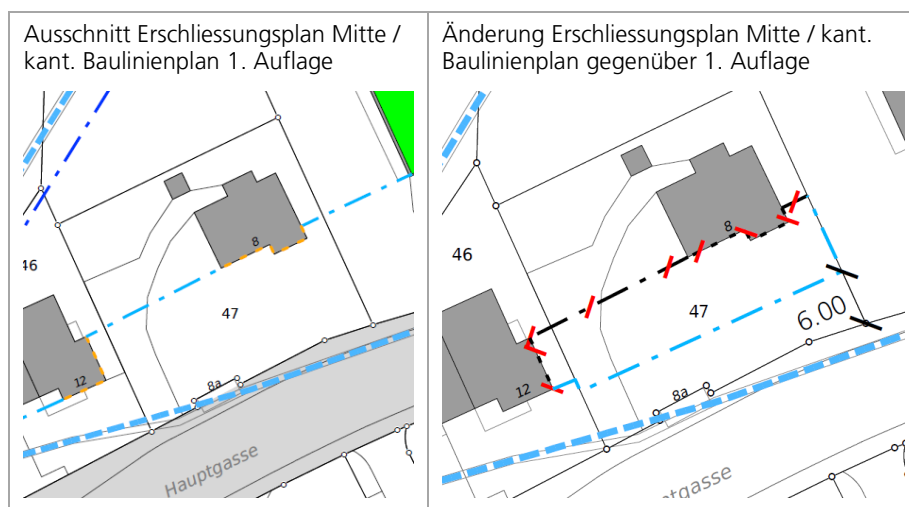 Ausschnitt Erschliessungsplan Mitte /
kant. Baulinienplan 1. Auflage
8
46
47
12
8a
Hauptgasse
Änderung Erschliessungsplan Mitte / kant.
Baulinienplan gegenüber 1. Auflage
8
46
47
6.00
12
8a
ptgasse